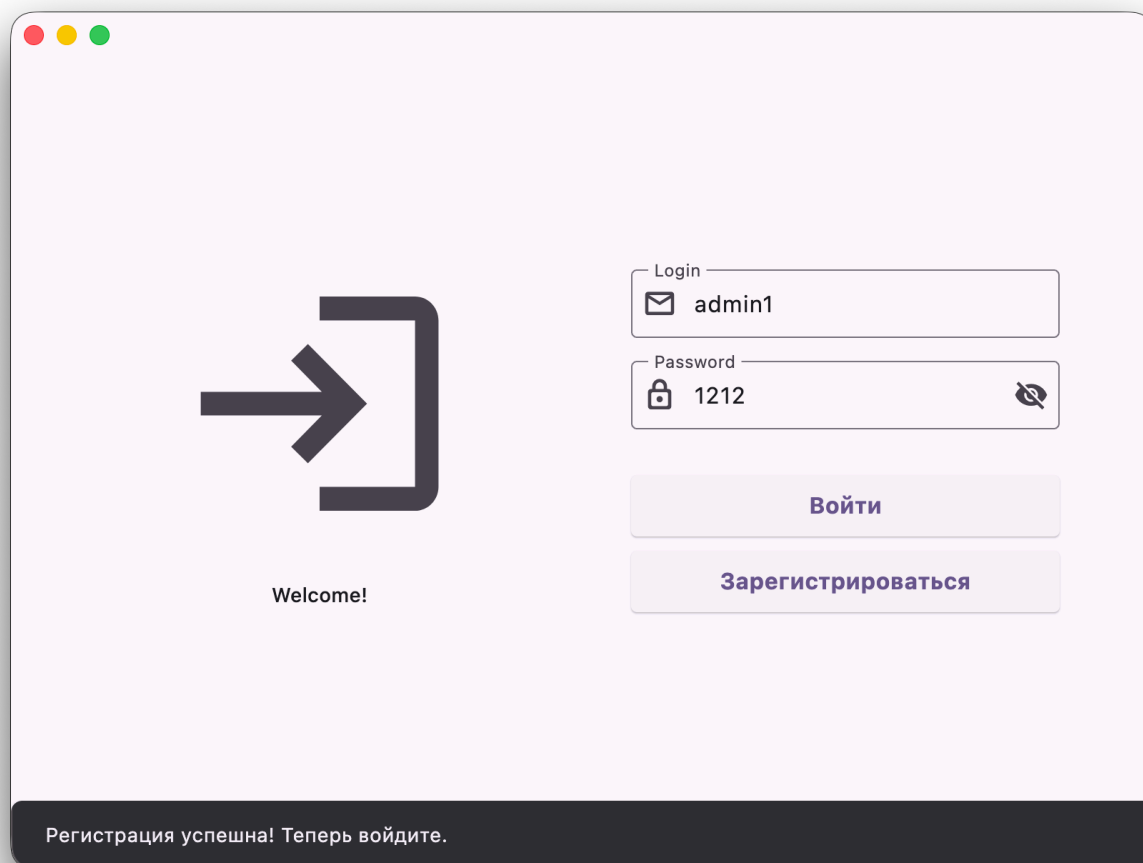 Login
admin1
Password
1212
Войти
Зарегистрироваться
Welcome!
Регистрация успешна! Теперь войдите.